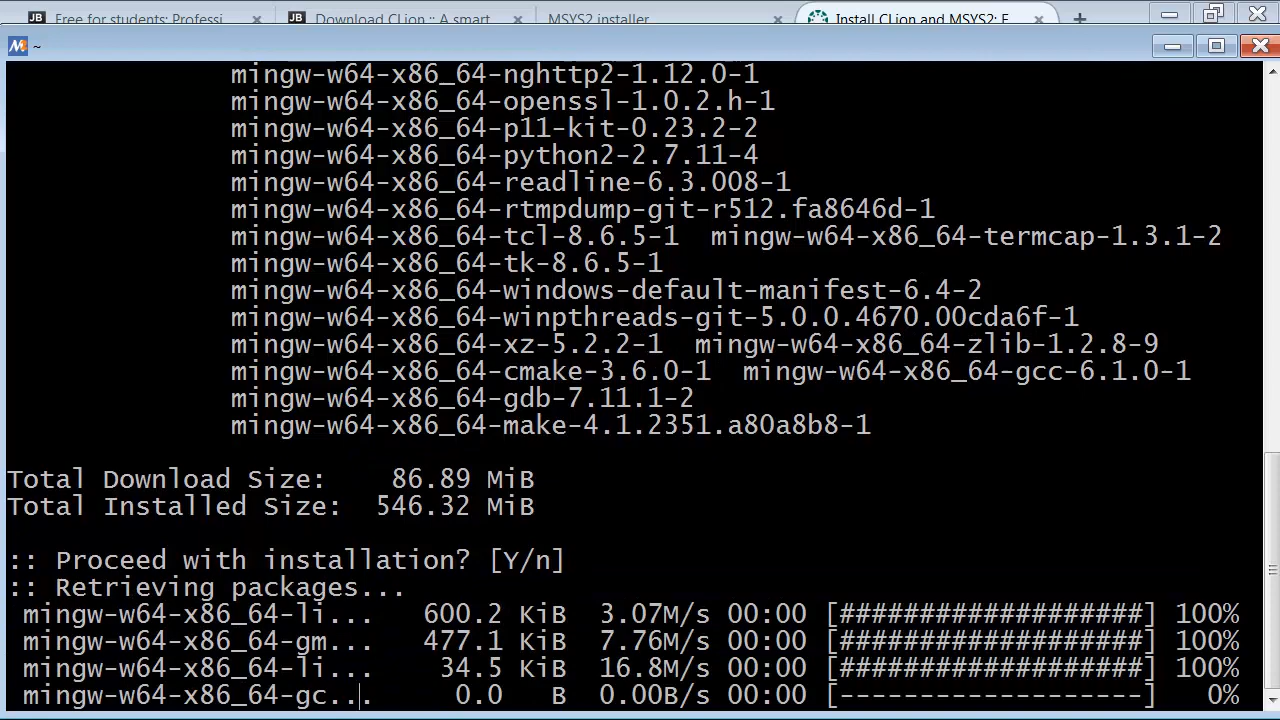 Free for students: Professi
Download CLion :: A smart
MSYS2 installer
Install CLion and MSYS2: F
~
mingw-w64-x86_64-nghttp2-1.12.0-1
mingw-w64-x86_64-openssl-1.0.2.h-1
mingw-w64-x86_64-p11-kit-0.23.2-2
mingw-w64-x86_64-python2-2.7.11-4
mingw-w64-x86_64-readline-6.3.008-1
mingw-w64-x86_64-rtmpdump-git-r512.fa8646d-1
mingw-w64-x86_64-tcl-8.6.5-1  mingw-w64-x86_64-termcap-1.3.1-2
mingw-w64-x86_64-tk-8.6.5-1
mingw-w64-x86_64-windows-default-manifest-6.4-2
mingw-w64-x86_64-winpthreads-git-5.0.0.4670.00cda6f-1
mingw-w64-x86_64-xz-5.2.2-1  mingw-w64-x86_64-zlib-1.2.8-9
mingw-w64-x86_64-cmake-3.6.0-1  mingw-w64-x86_64-gcc-6.1.0-1
mingw-w64-x86_64-gdb-7.11.1-2
mingw-w64-x86_64-make-4.1.2351.a80a8b8-1
Total Download Size:    86.89 MiB
Total Installed Size:  546.32 MiB
:: Proceed with installation? [Y/n]
:: Retrieving packages...
mingw-w64-x86_64-li...   600.2 KiB  3.07M/s 00:00 [###################] 100%
mingw-w64-x86_64-gm...   477.1 KiB  7.76M/s 00:00 [###################] 100%
mingw-w64-x86_64-li...    34.5 KiB  16.8M/s 00:00 [###################] 100%
mingw-w64-x86_64-gc...     0.0   B  0.00B/s 00:00 [-------------------]   0%